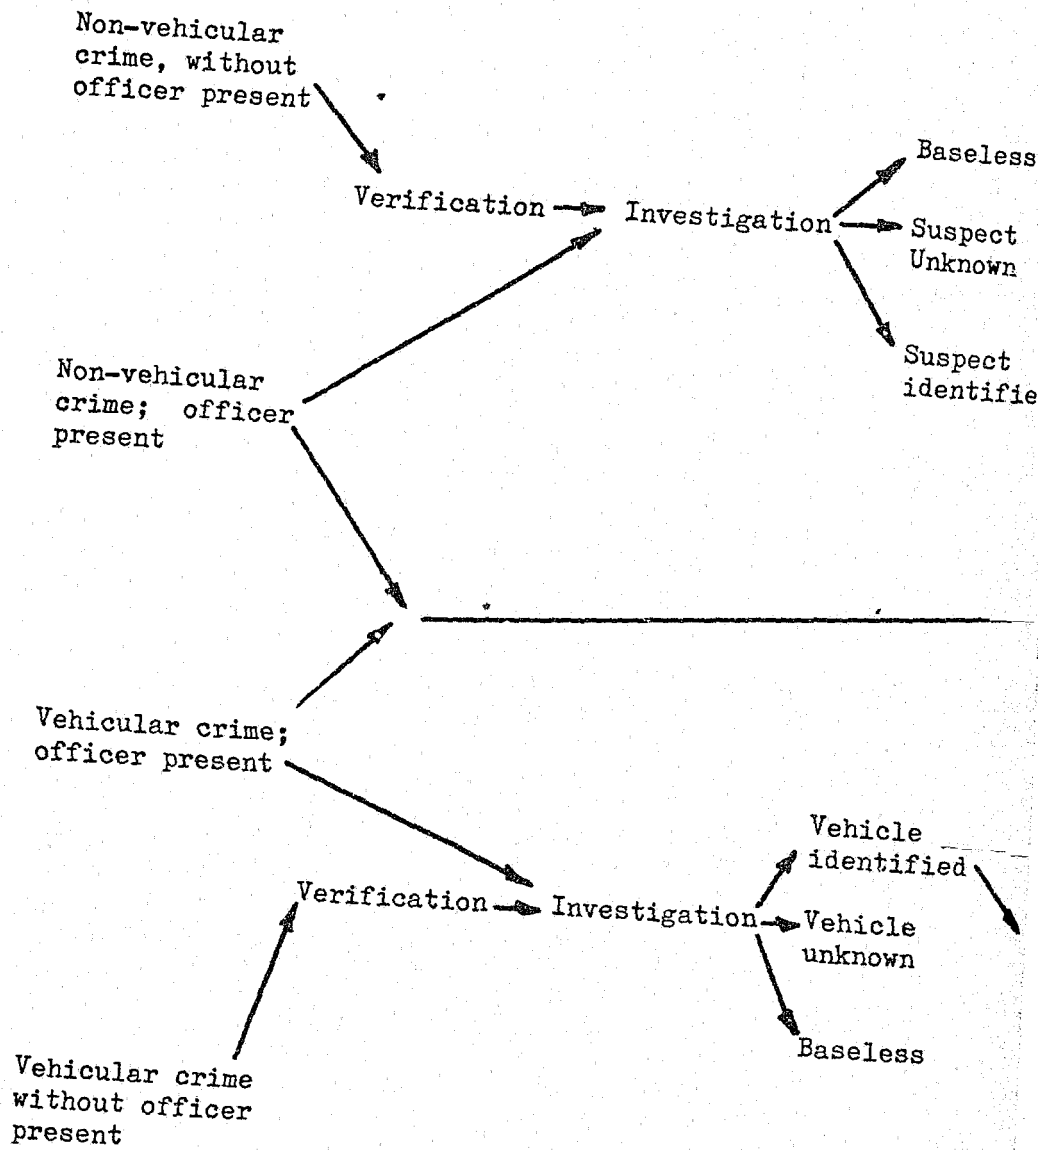 Non-vehicular
crime, without
officer present
Verification
Investigation
Baseless
Suspect
Unknown
Suspect
identifie
Non-vehicular
crime; officer
present
Vehicular crime;
officer present
Vehicle
identified
Verification
Investigation
Vehicle
unknown
Baseless
Vehicular crime
without officer
present